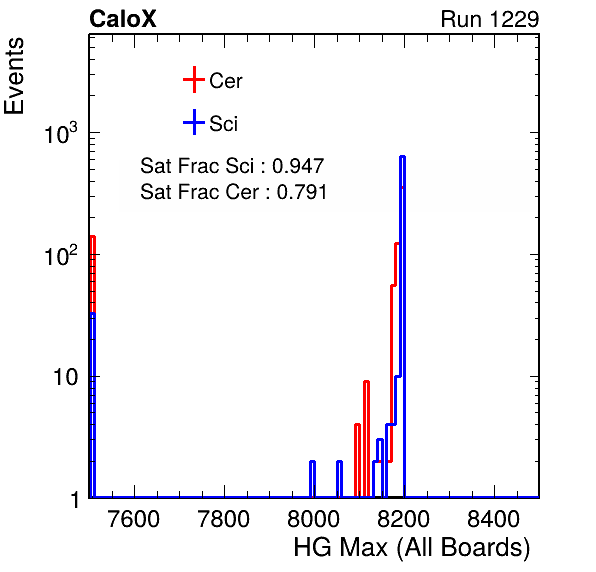 CaloX Run 1229
Events
Cer
Sci
Sat Frac Sci : 0.947
Sat Frac Cer : 0.791
10³
10²
10
1
7600 7800 8000 8200 8400
HG Max (All Boards)